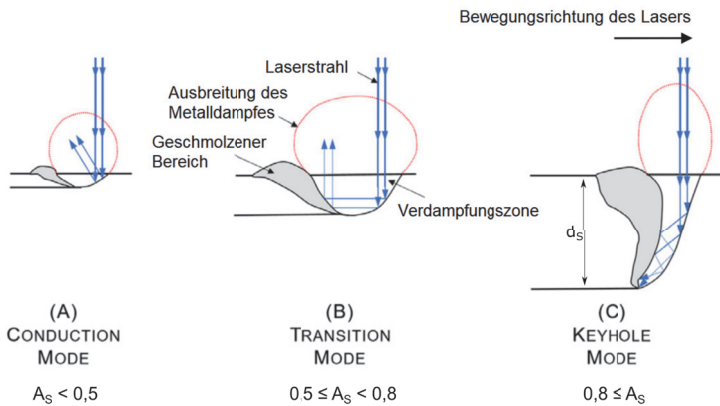 Bewegungsrichtung des Lasers
Laserstrahl
Ausbreitung des
Metalldampfes
Geschmolzener
Bereich
Verdampfungszone
dS
(A)
CONDUCTION
MODE
AS < 0,5
(B)
TRANSITION
MODE
0.5 ≤ AS < 0,8
(C)
KEYHOLE
MODE
0,8 ≤ AS